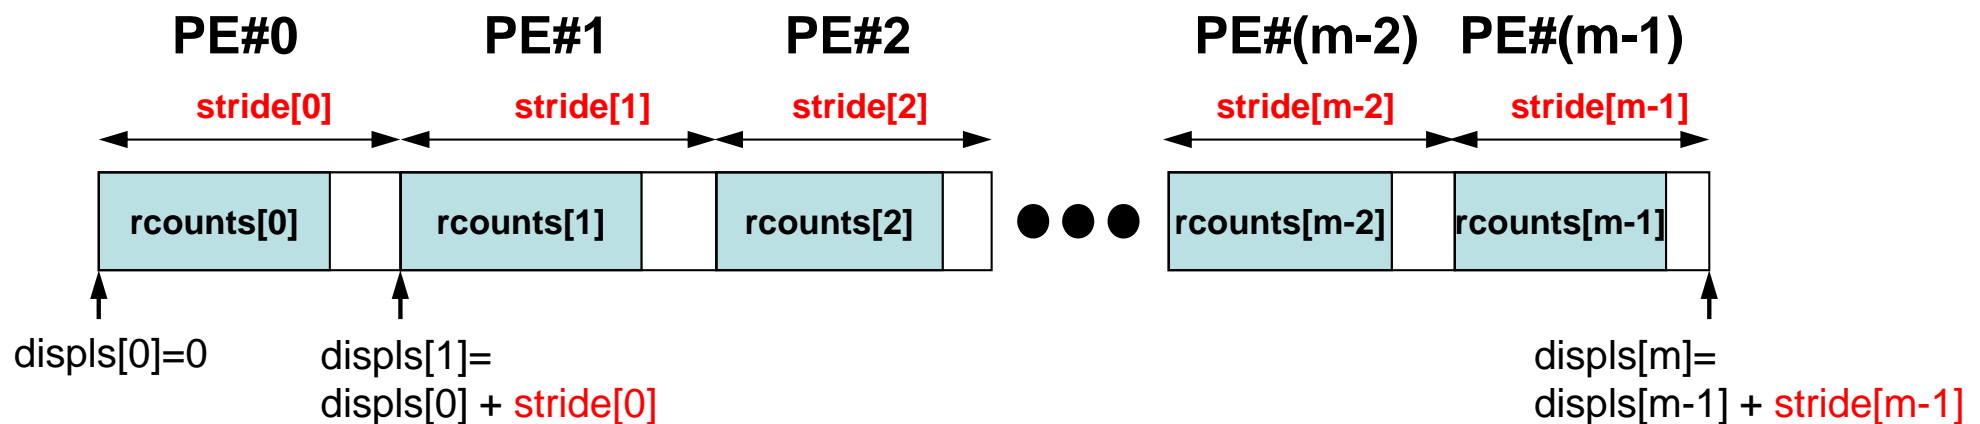 PE#0 PE#1 PE#2 PE#(m-2) PE#(m-1)
stride[0] stride[1] stride[2] stride[m-2] stride[m-1]
rcounts[0] rcounts[1] rcounts[2] rcounts[m-2] rcounts[m-1]
displs[0]=0 displs[1]= displs[m]=
displs[0] + stride[0] displs[m-1] + stride[m-1]